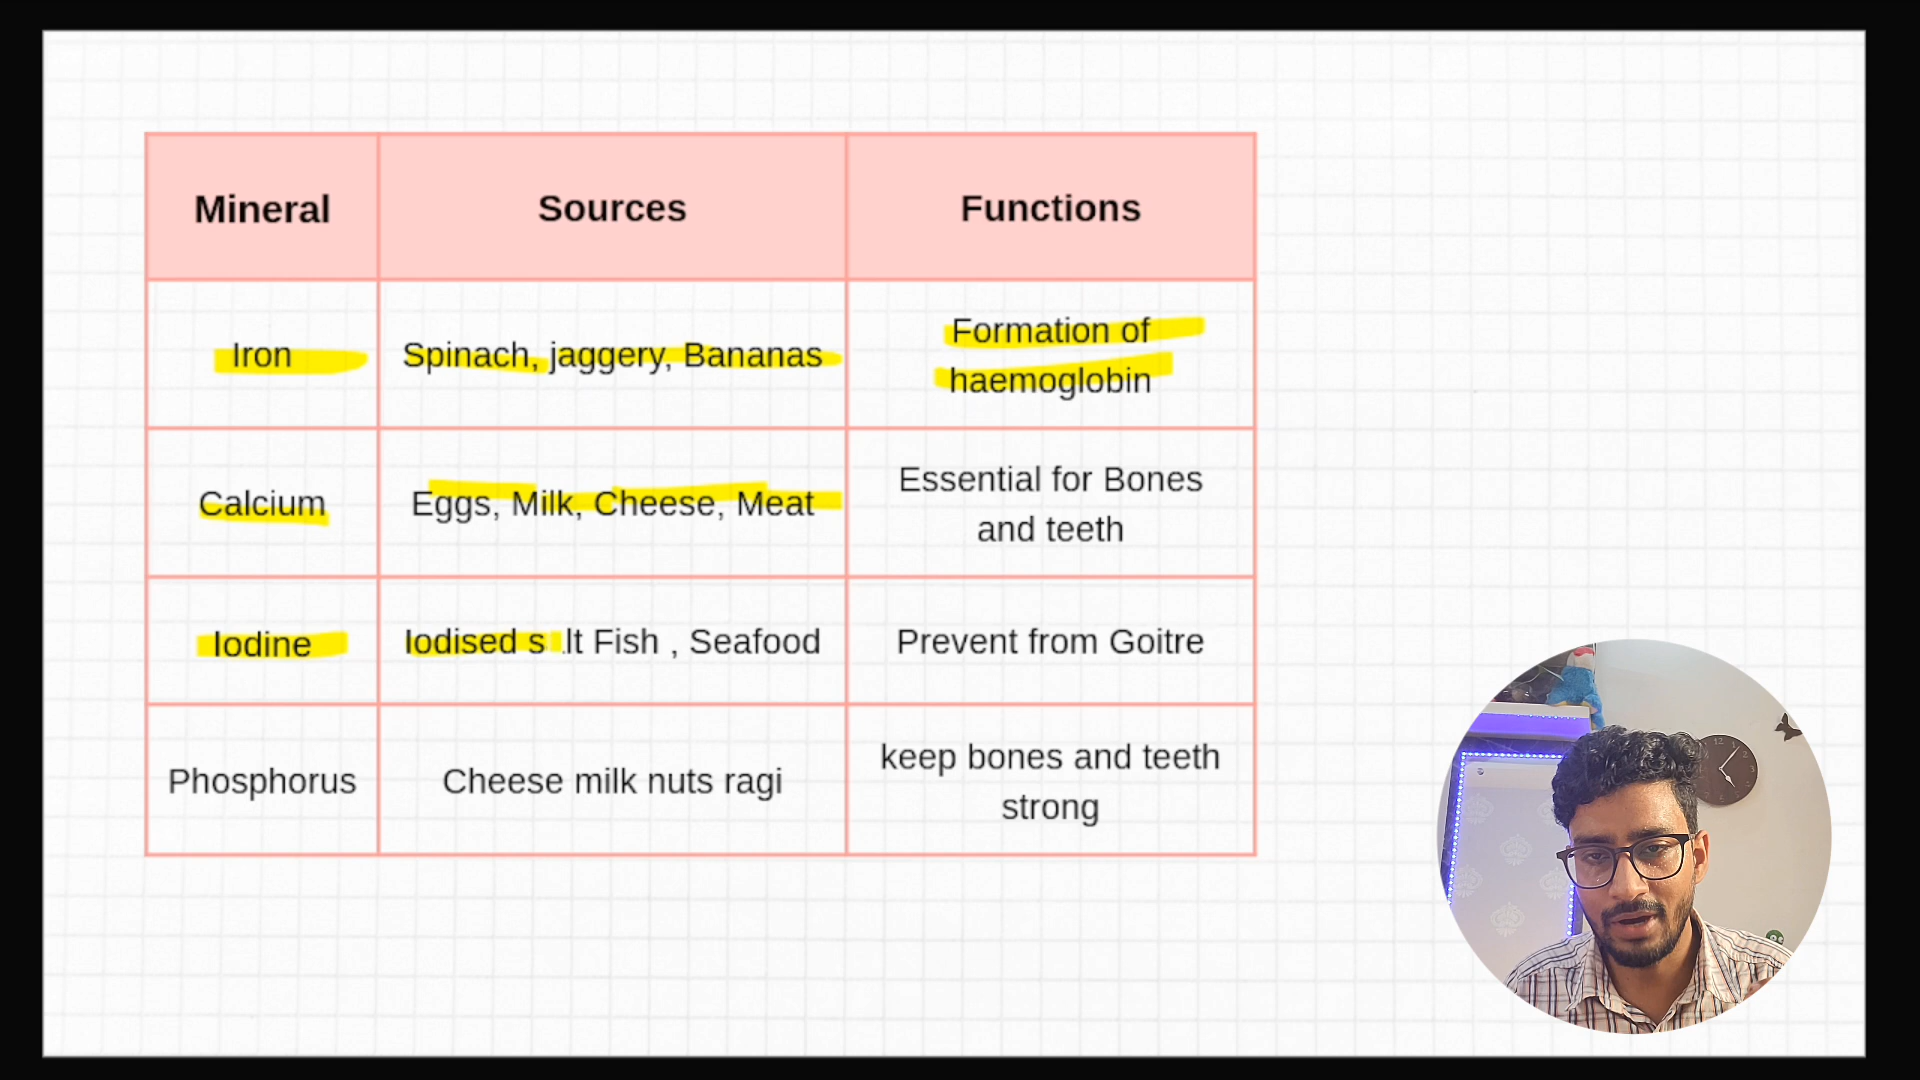 Mineral Sources Functions
Iron Spinach, jaggery, Bananas Formation of
haemoglobin
Calcium Eggs, Milk, Cheese, Meat Essential for Bones
and teeth
Iodine Iodised s lt Fish , Seafood Prevent from Goitre
Phosphorus Cheese milk nuts ragi keep bones and teeth
strong